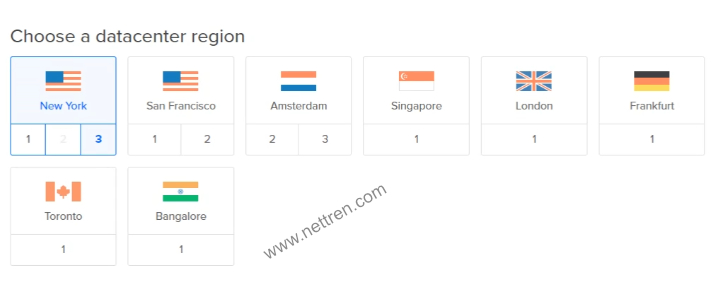 Choose a datacenter region
New York
San Francisco
Amsterdam
Singapore
London
Frankfurt
1 2 3
1 2
2 3
1
1
1
Toronto
Bangalore
1
1
www.nettren.com